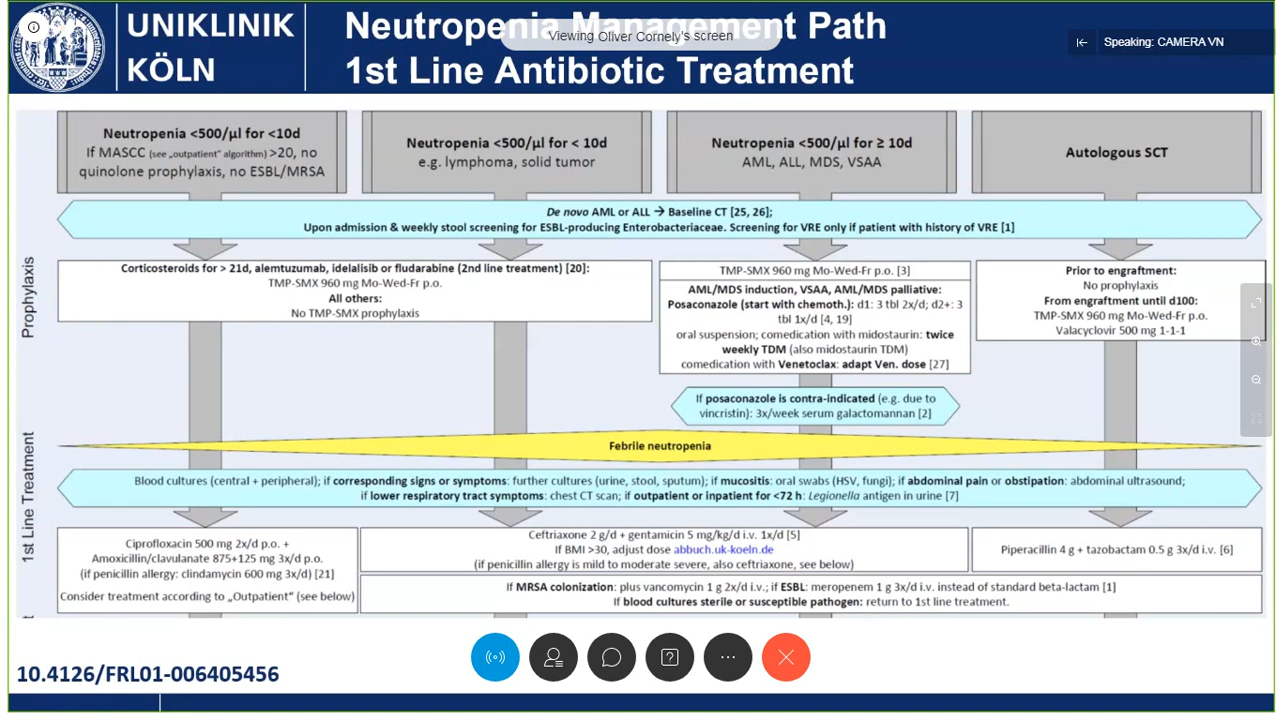 UNIKLINIK
KÖLN
Neutropenia Management Path
1st Line Antibiotic Treatment
Viewing Oliver Cornely's screen
Speaking: CAMERA VN
Neutropenia <500/µl for <10d
If MASCC (see „outpatient" algorithm) >20, no
quinolone prophylaxis, no ESBL/MRSA
Neutropenia <500/µl for < 10d
e.g. lymphoma, solid tumor
Neutropenia <500/µl for ≥ 10d
AML, ALL, MDS, VSAA
Autologous SCT
De novo AML or ALL → Baseline CT [25, 26];
Upon admission & weekly stool screening for ESBL-producing Enterobacteriaceae. Screening for VRE only if patient with history of VRE [1]
Prophylaxis
Corticosteroids for > 21d, alemtuzumab, idelalisib or fludarabine (2nd line treatment) [20]:
TMP-SMX 960 mg Mo-Wed-Fr p.o.
All others:
No TMP-SMX prophylaxis
TMP-SMX 960 mg Mo-Wed-Fr p.o. [3]
AML/MDS induction, VSAA, AML/MDS palliative:
Posaconazole (start with chemoth.): d1: 3 tbl 2x/d; d2+: 3
tbl 1x/d [4, 19]
oral suspension; comedication with midostaurin: twice
weekly TDM (also midostaurin TDM)
comedication with Venetoclax: adapt Ven. dose [27]
Prior to engraftment:
No prophylaxis
From engraftment until d100:
TMP-SMX 960 mg Mo-Wed-Fr p.o.
Valacyclovir 500 mg 1-1-1
If posaconazole is contra-indicated (e.g. due to
vincristin): 3x/week serum galactomannan [2]
Febrile neutropenia
1st Line Treatment
Blood cultures (central + peripheral); if corresponding signs or symptoms: further cultures (urine, stool, sputum); if mucositis: oral swabs (HSV, fungi); if abdominal pain or obstipation: abdominal ultrasound;
if lower respiratory tract symptoms: chest CT scan; if outpatient or inpatient for <72 h: Legionella antigen in urine [7]
Ciprofloxacin 500 mg 2x/d p.o. +
Amoxicillin/clavulanate 875+125 mg 3x/d p.o.
(if penicillin allergy: clindamycin 600 mg 3x/d) [21]
Consider treatment according to „Outpatient" (see below)
Ceftriaxone 2 g/d + gentamicin 5 mg/kg/d i.v. 1x/d [5]
If BMI >30, adjust dose abbuch.uk-koeln.de
(if penicillin allergy is mild to moderate severe, also ceftriaxone, see below)
Piperacillin 4 g + tazobactam 0.5 g 3x/d i.v. [6]
If MRSA colonization: plus vancomycin 1 g 2x/d i.v.; if ESBL: meropenem 1 g 3x/d i.v. instead of standard beta-lactam [1]
If blood cultures sterile or susceptible pathogen: return to 1st line treatment.
10.4126/FRL01-006405456